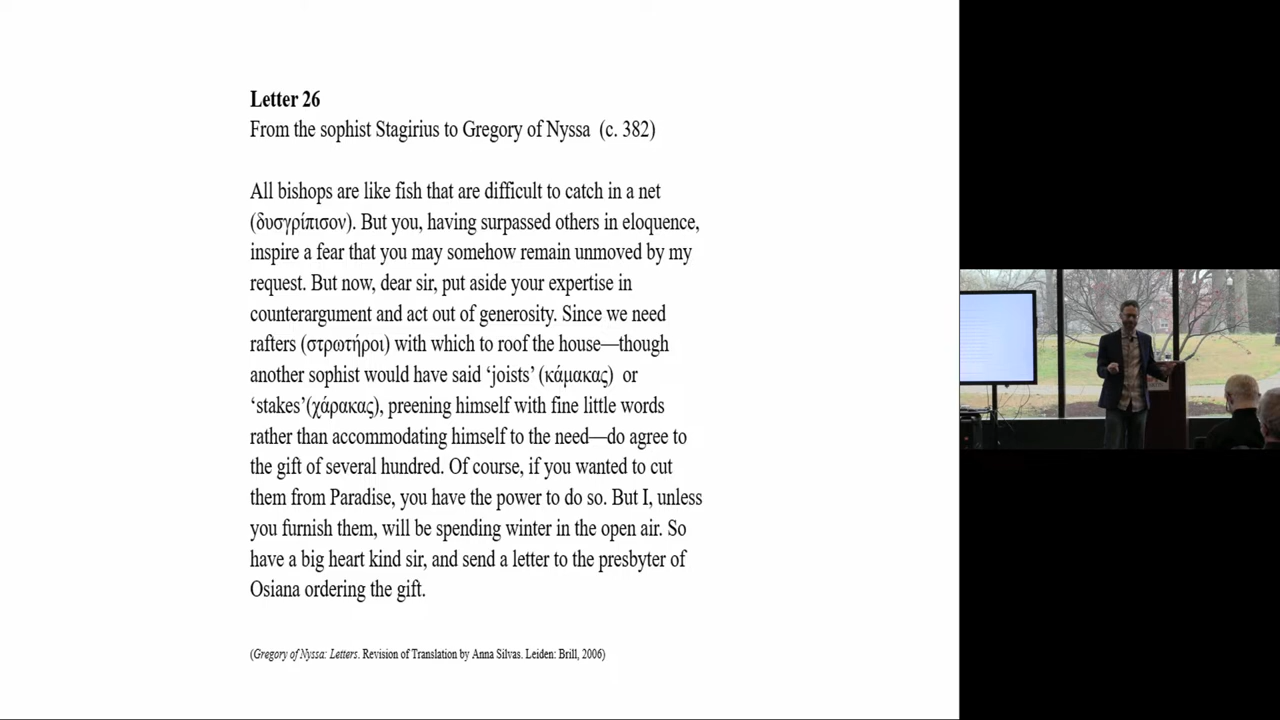 Letter 26
From the sophist Stagirius to Gregory of Nyssa (c. 382)
All bishops are like fish that are difficult to catch in a net
(δυσγρίπισον). But you, having surpassed others in eloquence,
inspire a fear that you may somehow remain unmoved by my
request. But now, dear sir, put aside your expertise in
counterargument and act out of generosity. Since we need
rafters (στρωτήροι) with which to roof the house—though
another sophist would have said ‘joists’ (κάμακας) or
‘stakes’(χάρακας), preening himself with fine little words
rather than accommodating himself to the need—do agree to
the gift of several hundred. Of course, if you wanted to cut
them from Paradise, you have the power to do so. But I, unless
you furnish them, will be spending winter in the open air. So
have a big heart kind sir, and send a letter to the presbyter of
Osiana ordering the gift.
(Gregory of Nyssa: Letters. Revision of Translation by Anna Silvas. Leiden: Brill, 2006)